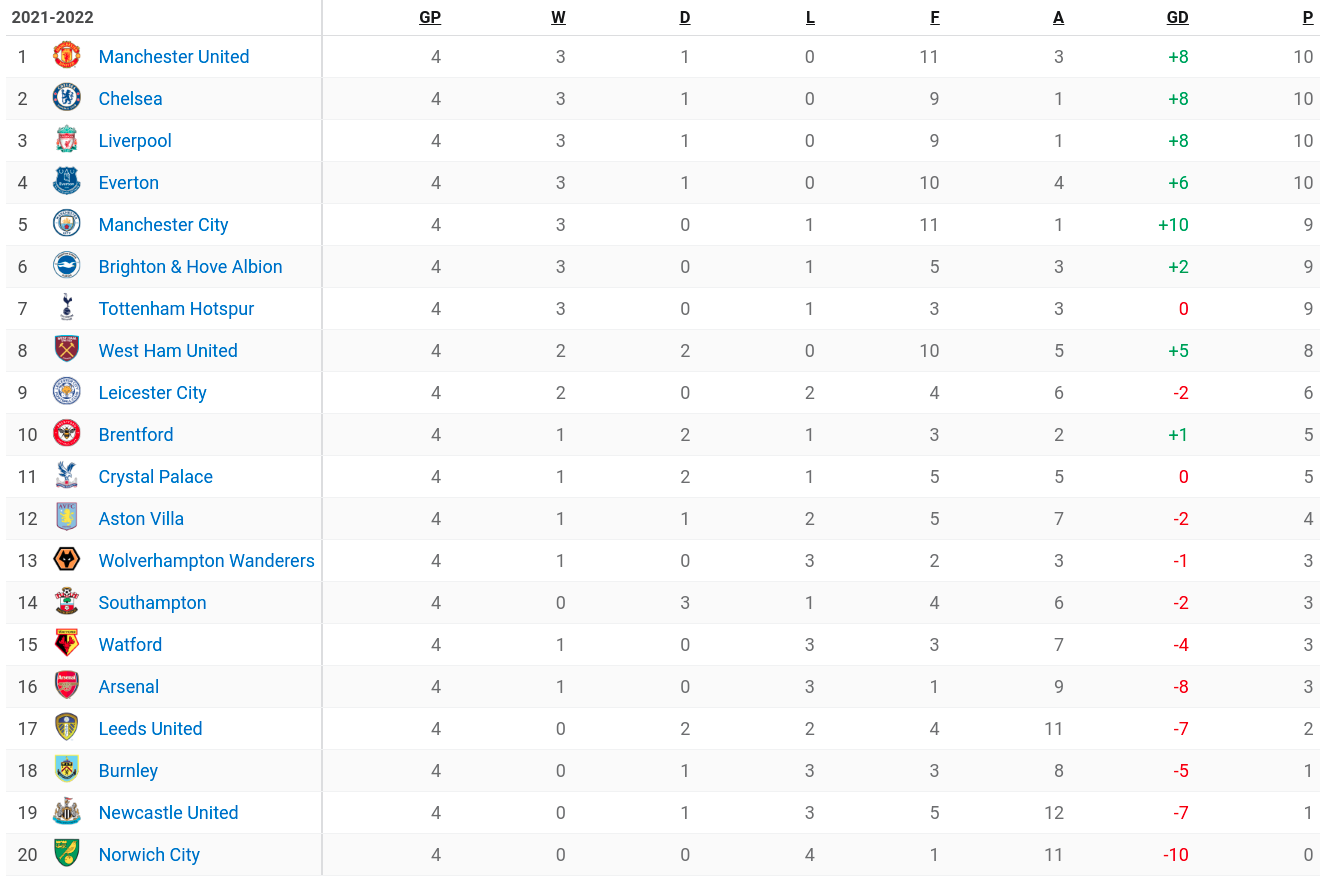 2021-2022 GP W D L F A GD P
1 Manchester United 4 3 1 0 11 3 +8 10
2 Chelsea 4 3 1 0 9 1 +8 10
3 Liverpool 4 3 1 0 9 1 +8 10
4 Everton 4 3 1 0 10 4 +6 10
5 Manchester City 4 3 0 1 11 1 +10 9
6 Brighton & Hove Albion 4 3 0 1 5 3 +2 9
7 Tottenham Hotspur 4 3 0 1 3 3 0 9
8 West Ham United 4 2 2 0 10 5 +5 8
9 Leicester City 4 2 0 2 4 6 -2 6
10 Brentford 4 1 2 1 3 2 +1 5
11 Crystal Palace 4 1 2 1 5 5 0 5
12 Aston Villa 4 1 1 2 5 7 -2 4
13 Wolverhampton Wanderers 4 1 0 3 2 3 -1 3
14 Southampton 4 0 3 1 4 6 -2 3
15 Watford 4 1 0 3 3 7 -4 3
16 Arsenal 4 1 0 3 1 9 -8 3
17 Leeds United 4 0 2 2 4 11 -7 2
18 Burnley 4 0 1 3 3 8 -5 1
19 Newcastle United 4 0 1 3 5 12 -7 1
20 Norwich City 4 0 0 4 1 11 -10 0